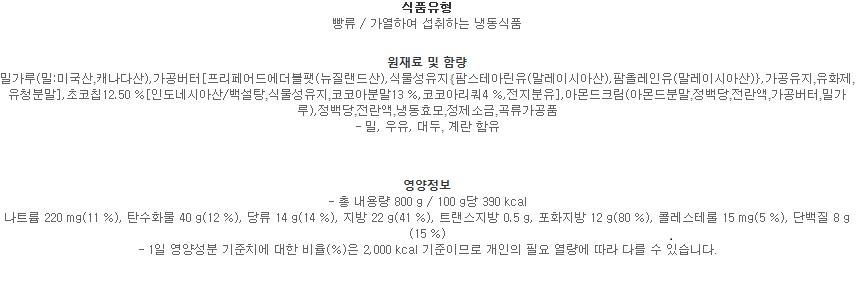 식품유형
빵류 / 가열하여 섭취하는 냉동식품
원재료 및 함량
밀가루(밀:미국산,캐나다산),가공버터[프리페어드에더블팻(뉴질랜드산),식물성유지{팜스테아린유(말레이시아산),팜올레인유(말레이시아산)},가공유지,유화제,
유청분말],초코칩12.50 %[인도네시아산/백설탕,식물성유지,코코아분말13 %,코코아리쿼4 %,전지분유],아몬드크림(아몬드분말,정백당,전란액,가공버터,밀가
루),정백당,전란액,냉동효모,정제소금,곡류가공품
- 밀, 우유, 대두, 계란 함유
영양정보
- 총 내용량 800 g / 100 g당 390 kcal
나트륨 220 mg(11 %), 탄수화물 40 g(12 %), 당류 14 g(14 %), 지방 22 g(41 %), 트랜스지방 0.5 g, 포화지방 12 g(80 %), 콜레스테롤 15 mg(5 %), 단백질 8 g
(15 %)
- 1일 영양성분 기준치에 대한 비율(%)은 2,000 kcal 기준이므로 개인의 필요 열량에 따라 다를 수 있습니다.